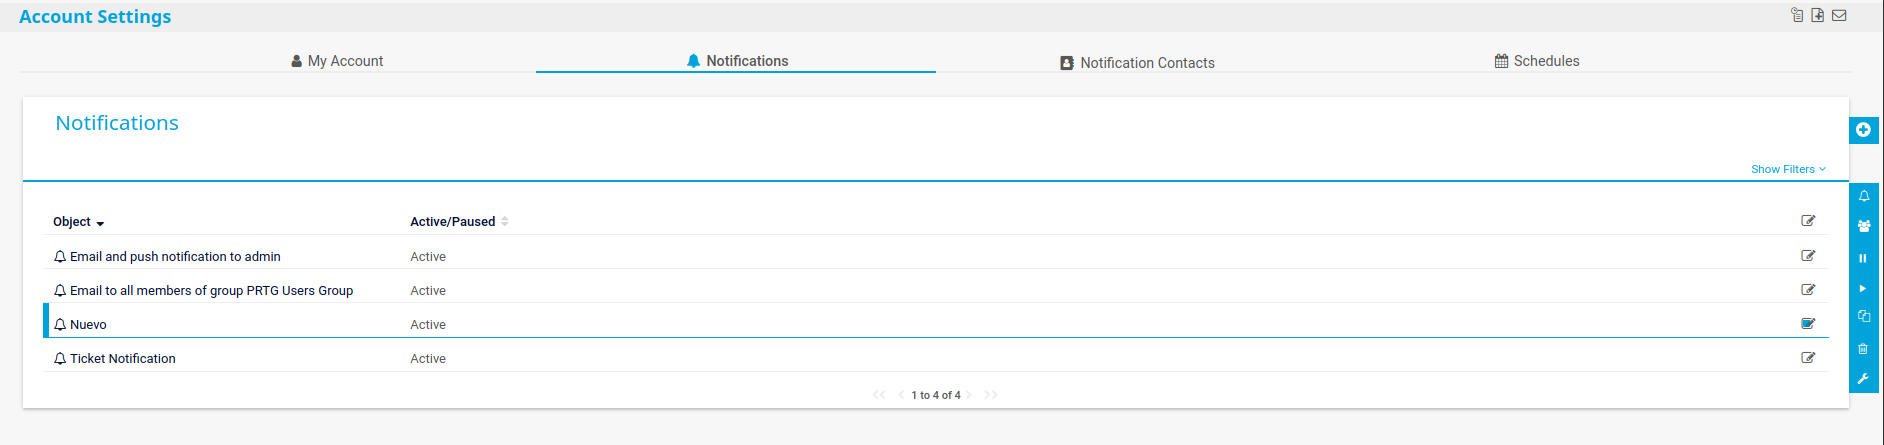 Account Settings
My Account
Notifications
Notification Contacts
Schedules
Notifications
Show Filters
Object
Active/Paused
Email and push notification to admin
Active
Email to all members of group PRTG Users Group
Active
Nuevo
Active
Ticket Notification
Active
1 to 4 of 4